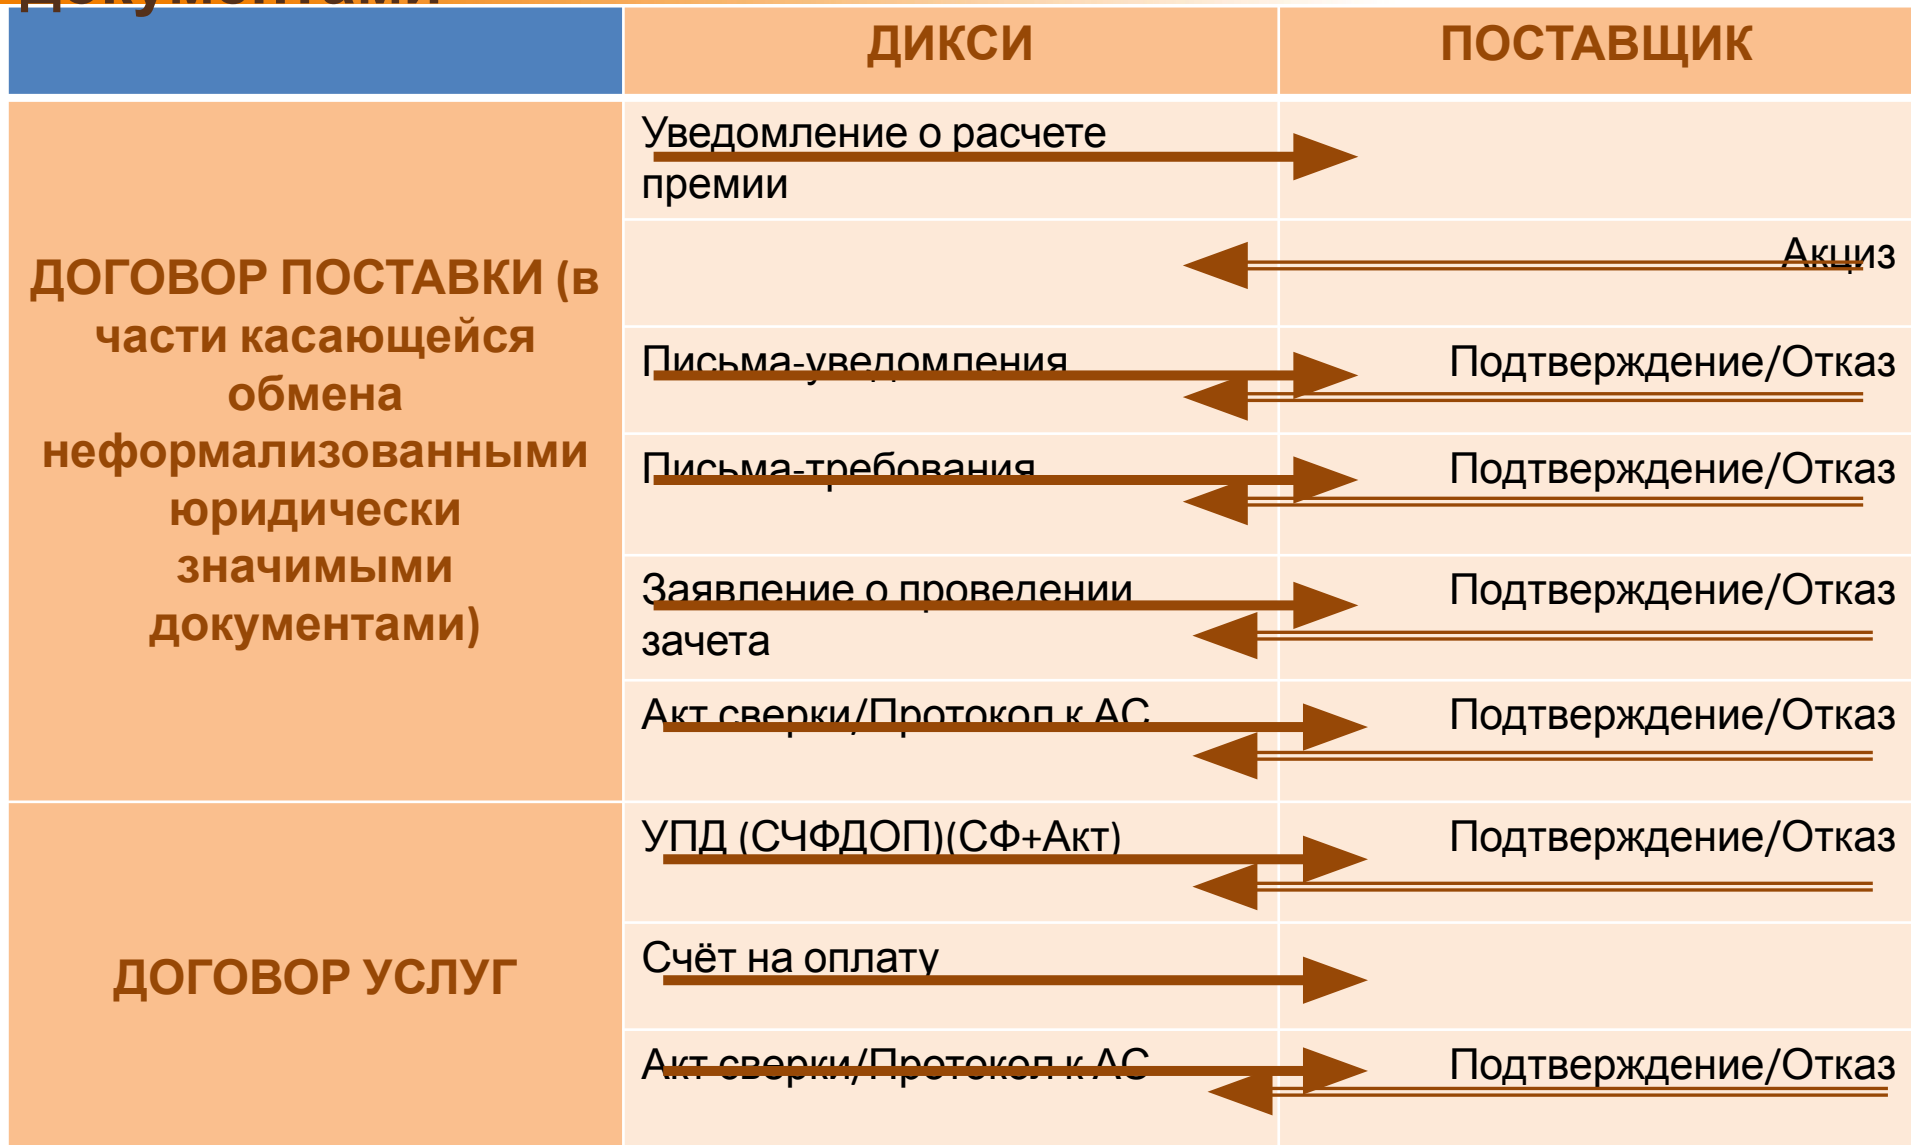 документами
ДИКСИ
ПОСТАВЩИК
ДОГОВОР ПОСТАВКИ (в
части касающейся
обмена
неформализованными
юридически
значимыми
документами)
Уведомление о расчете
премии
Акциз
Письма-уведомления
Подтверждение/Отказ
Письма-требования
Подтверждение/Отказ
Заявление о проведении
зачета
Подтверждение/Отказ
Акт сверки/Протокол к АС
Подтверждение/Отказ
ДОГОВОР УСЛУГ
УПД (СЧФДОП)(СФ+Акт)
Подтверждение/Отказ
Счёт на оплату
Акт сверки/Протокол к АС
Подтверждение/Отказ